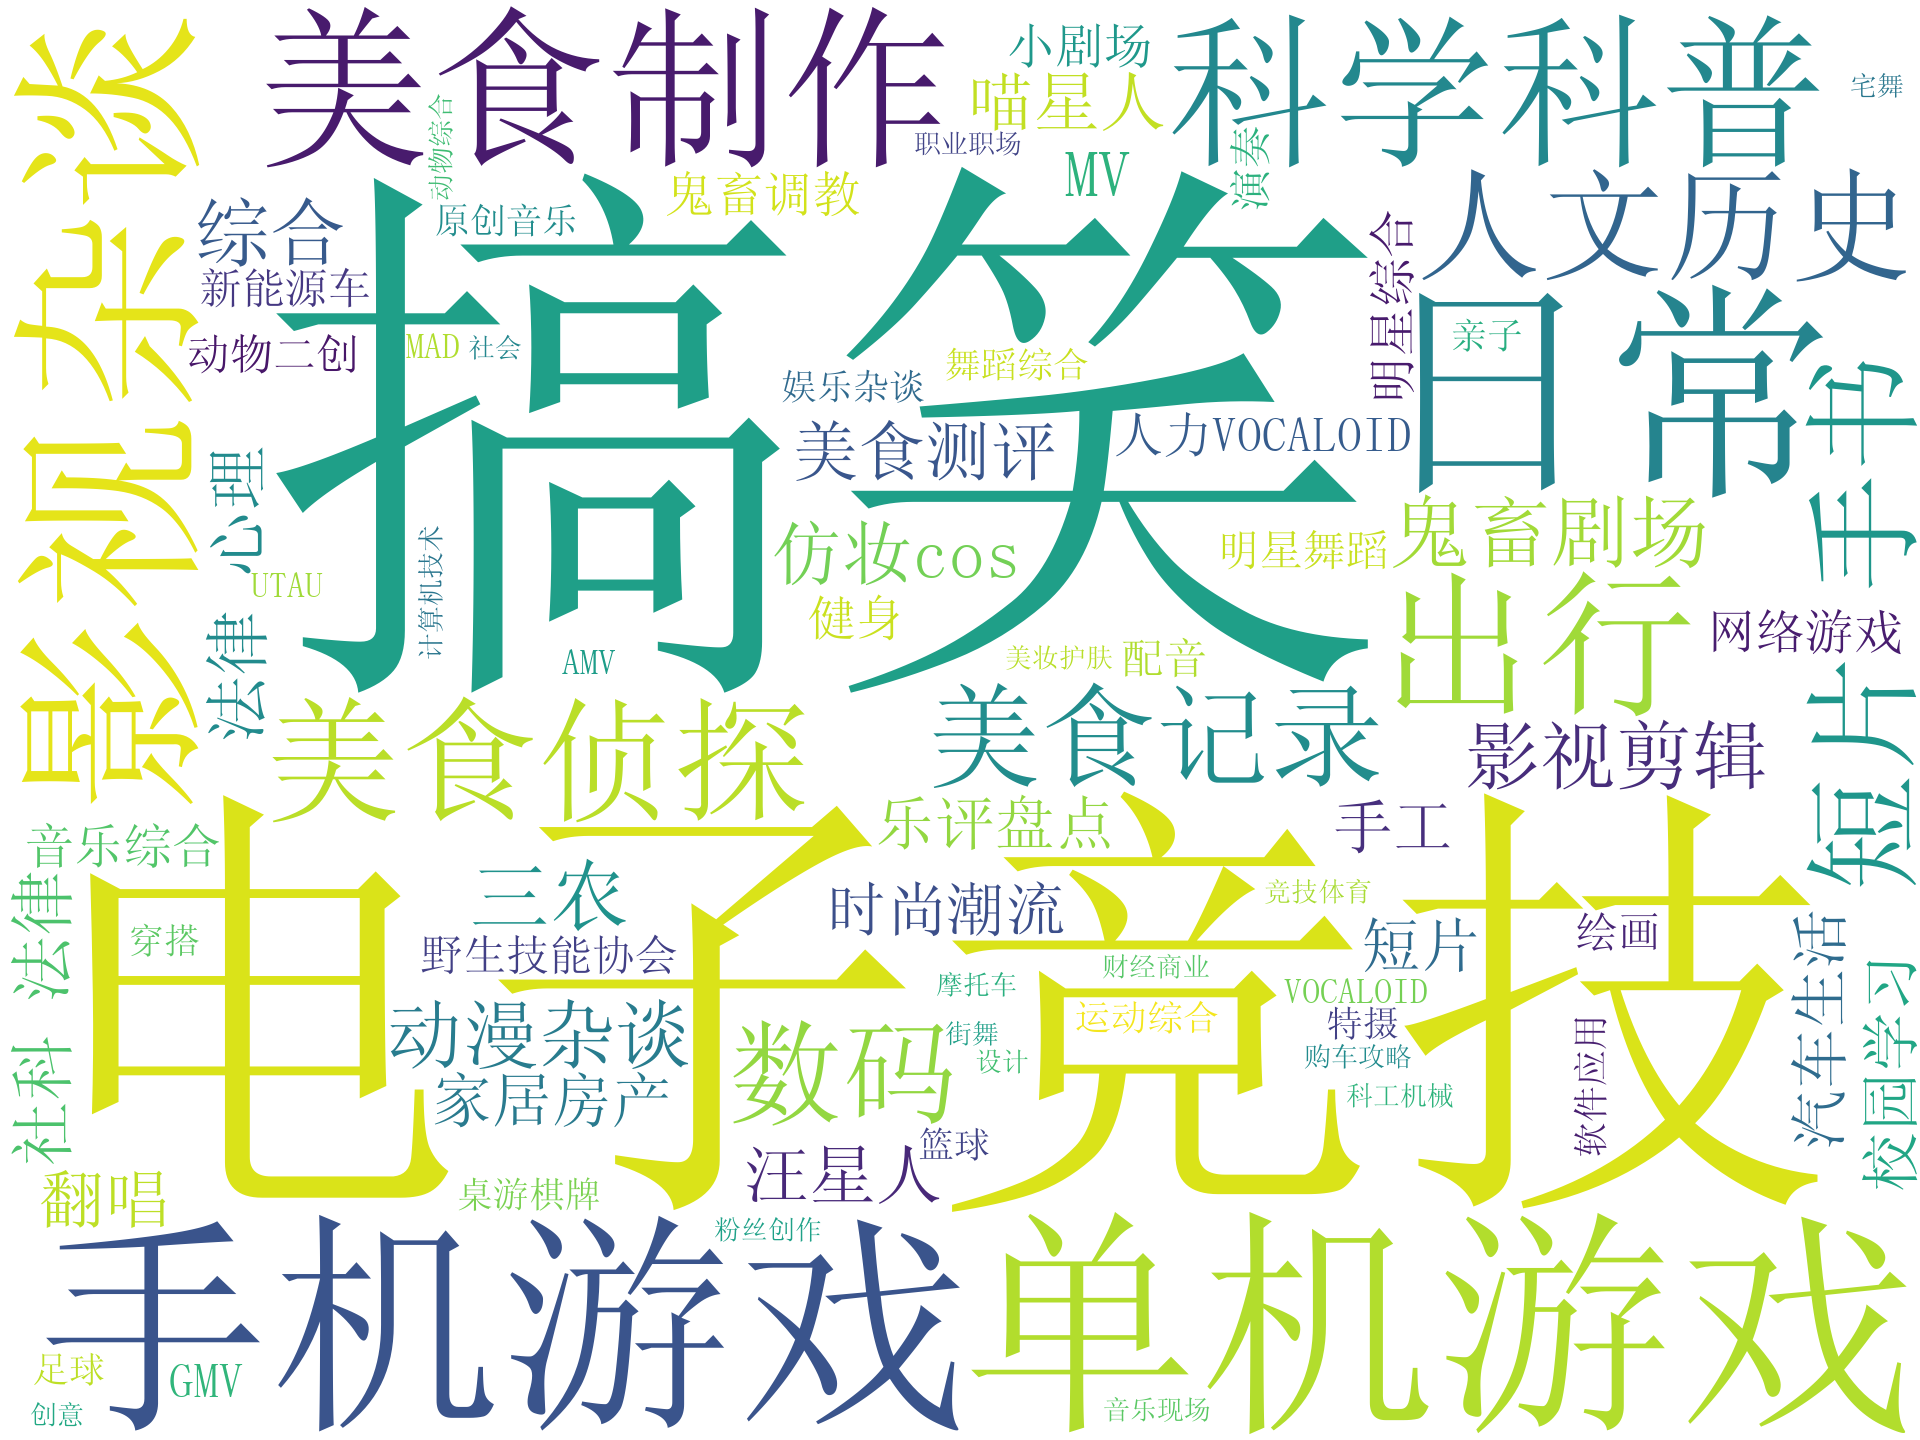 影视杂谈
美食制作
小剧场
喵星人
科学科普
宅舞
动物综合
职业职场
MV
演奏
人文历史
综合
原创音乐
鬼畜调教
搞笑
明星综合
日常
亲子
新能源车
动物二创
MAD
社会
娱乐杂谈
舞蹈综合
手书
美食测评
人力VOCALOID
心理
UTAU
计算机技术
仿妆cos
明星舞蹈
鬼畜剧场
健身
出行
网络游戏
法律
AMV
美妆护肤
配音
美食侦探
美食记录
影视剪辑
短片
电子竞技
音乐综合
乐评盘点
手工
三农
时尚潮流
竞技体育
社科 法律
穿搭
野生技能协会
短片
绘画
汽车生活
校园学习
财经商业
摩托车
VOCALOID
动漫杂谈
数码
街舞
运动综合
特摄
设计
购车攻略
软件应用
家居房产
科工机械
篮球
汪星人
翻唱
桌游棋牌
粉丝创作
手机游戏
单机游戏
足球
GMV
创意
音乐现场